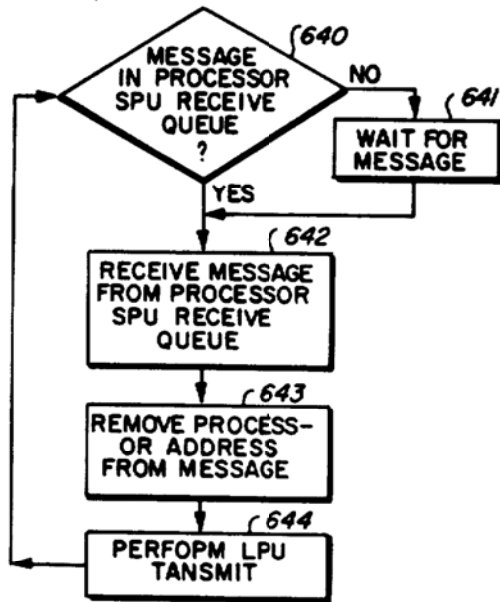 640
MESSAGE
IN PROCESSOR
SPU RECEIVE
QUEUE
?
NO
641
WAIT FOR
MESSAGE
YES
642
RECEIVE MESSAGE
FROM PROCESSOR
SPU RECEIVE
QUEUE
643
REMOVE PROCESS-
OR ADDRESS
FROM MESSAGE
644
PERFOPM LPU
TANSMIT